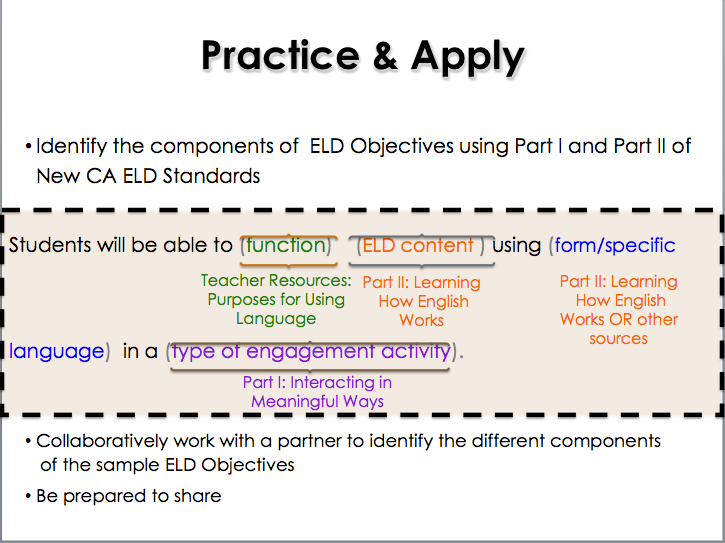 Practice & Apply
• Identify the components of ELD Objectives using Part I and Part II of
New CA ELD Standards
Students will be able to (function) (ELD content ) using (form/specific
Teacher Resources:
Purposes for Using
Language
Part II: Learning
How English
Works
Part II: Learning
How English
Works OR other
sources
language) in a (type of engagement activity).
Part I: Interacting in
Meaningful Ways
• Collaboratively work with a partner to identify the different components
of the sample ELD Objectives
• Be prepared to share